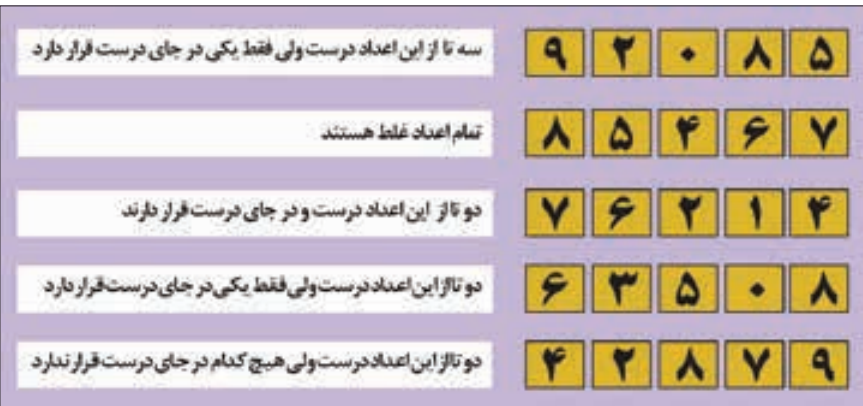 سه تا از این اعداد درست ولی فقط یکی در جای درست قرار دارد
۹ ۲ ۰ ۸ ۵
تمام اعداد غلط هستند
۸ ۵ ۴ ۶ ۷
دو تا از این اعداد درست و در جای درست قرار دارند
۷ ۶ ۲ ۱ ۴
دو تا از این اعداد درست ولی فقط یکی در جای درست قرار دارد
۶ ۳ ۵ ۰ ۸
دو تا از این اعداد درست ولی هیچ کدام در جای درست قرار ندارد
۴ ۲ ۸ ۷ ۹